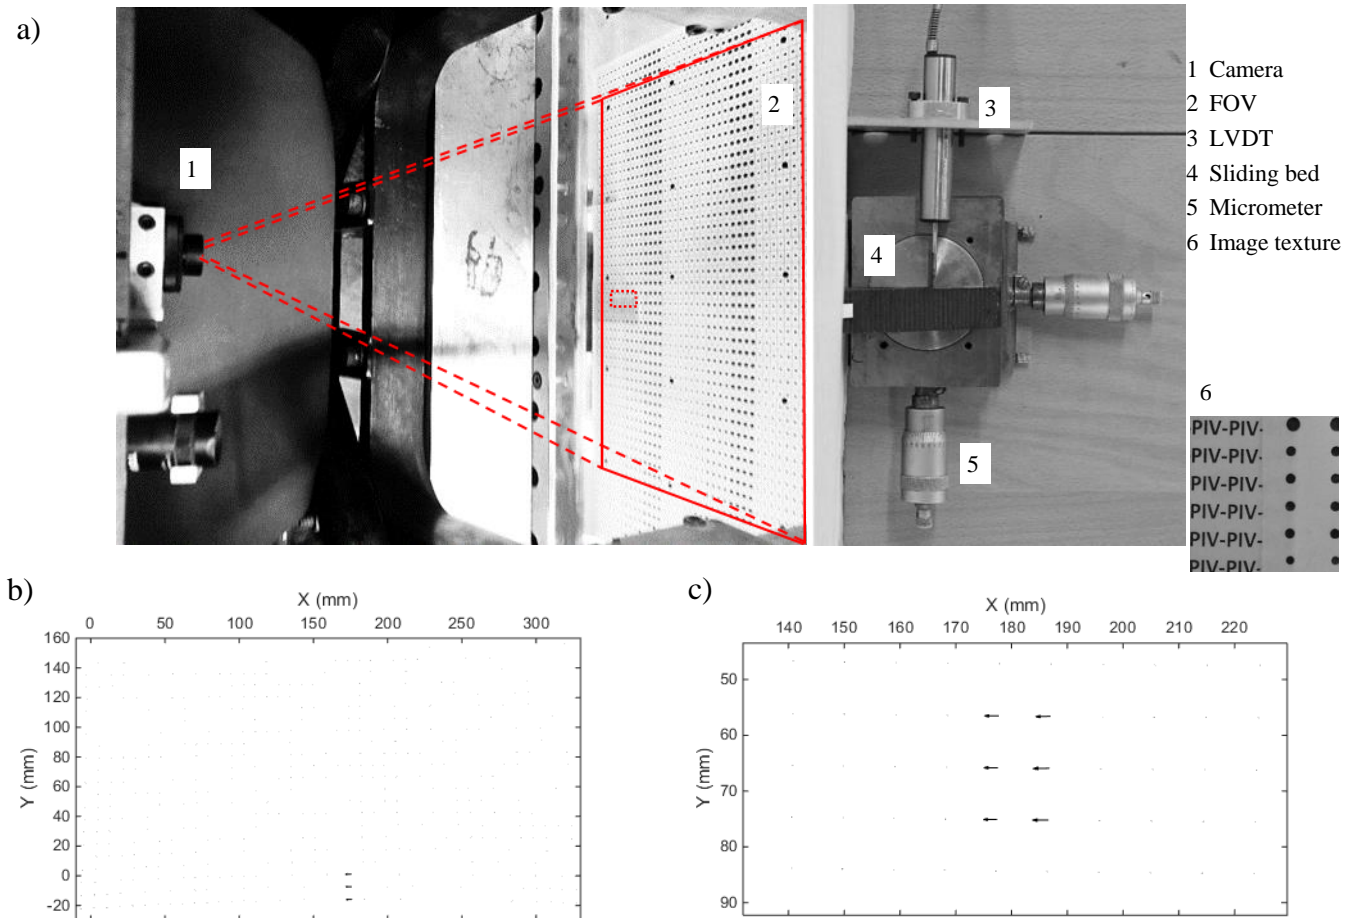 a)
1
2
3
4
5
1 Camera
2 FOV
3 LVDT
4 Sliding bed
5 Micrometer
6 Image texture
6
PIV-PIV-
PIV-PIV-
PIV-PIV-
PIV-PIV-
PIV-PIV-
PIV-PIV-
b)
X (mm)
0 50 100 150 200 250 300
160
140
120
100
80
60
40
20
0
-20
Y (mm)
c)
X (mm)
140 150 160 170 180 190 200 210 220
50
60
70
80
90
Y (mm)